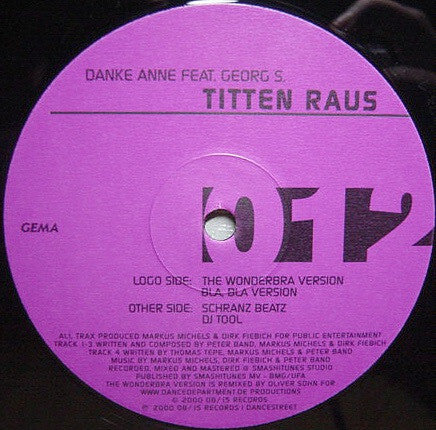 DANKE ANNE FEAT. GEORG S.
TITTEN RAUS
012
GEMA
LOGO SIDE: THE WONDERBRA VERSION
BLA, BLA VERSION
OTHER SIDE: SCHRANZ BEATZ
DJ TOOL
ALL TRAX PRODUCED MARKUS MICHELS & DIRK FIEBICH FOR PUBLIC ENTERTAINMENT
TRACK 1-3 WRITTEN AND COMPOSED BY PETER BAND, MARKUS MICHELS & DIRK FIEBICH
TRACK 4 WRITTEN BY THOMAS TEPE, MARKUS MICHELS & PETER BAND
MUSIC BY MARKUS MICHELS, DIRK FIEBICH & PETER BAND
RECORDED, MIXED AND MASTERED @ SMASHITUNES STUDIO
PUBLISHED BY SMASHITUNES MV - BMG/UFA
THE WONDERBRA VERSION IS REMIXED BY OLIVER SOHN FOR
WWW.DANCEDEPARTMENT.DE PRODUCTIONS
℗ 2000 08/15 RECORDS
© 2000 08/15 RECORDS | DANCESTREET